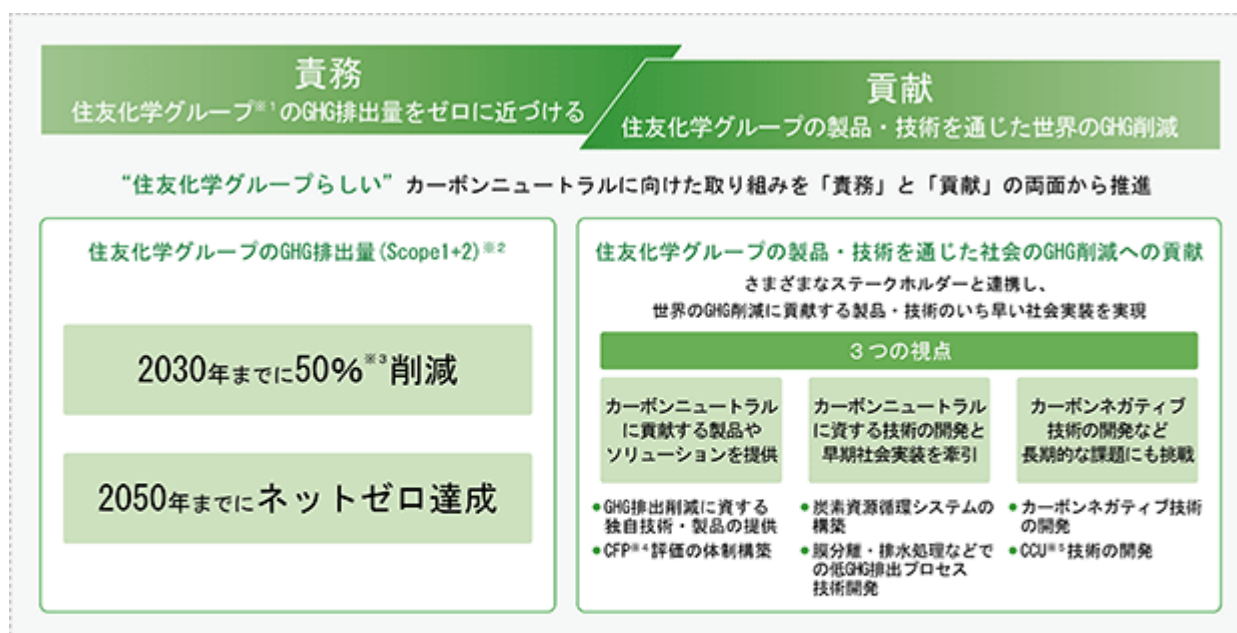 責務
住友化学グループ※1のGHG排出量をゼロに近づける
貢献
住友化学グループの製品・技術を通じた世界のGHG削減
“住友化学グループらしい”カーボンニュートラルに向けた取り組みを「責務」と「貢献」の両面から推進
住友化学グループのGHG排出量(Scope1+2)※2
2030年までに50%※3削減
2050年までにネットゼロ達成
住友化学グループの製品・技術を通じた社会のGHG削減への貢献
さまざまなステークホルダーと連携し、
世界のGHG削減に貢献する製品・技術のいち早い社会実装を実現
3つの視点
カーボンニュートラル
に貢献する製品や
ソリューションを提供
●GHG排出削減に資する
独自技術・製品の提供
●CFP※4評価の体制構築
カーボンニュートラル
に資する技術の開発と
早期社会実装を牽引
●炭素資源循環システムの
構築
●膜分離・排水処理などで
の低GHG排出プロセス
技術開発
カーボンネガティブ
技術の開発など
長期的な課題にも挑戦
●カーボンネガティブ技術
の開発
●CCU※5技術の開発